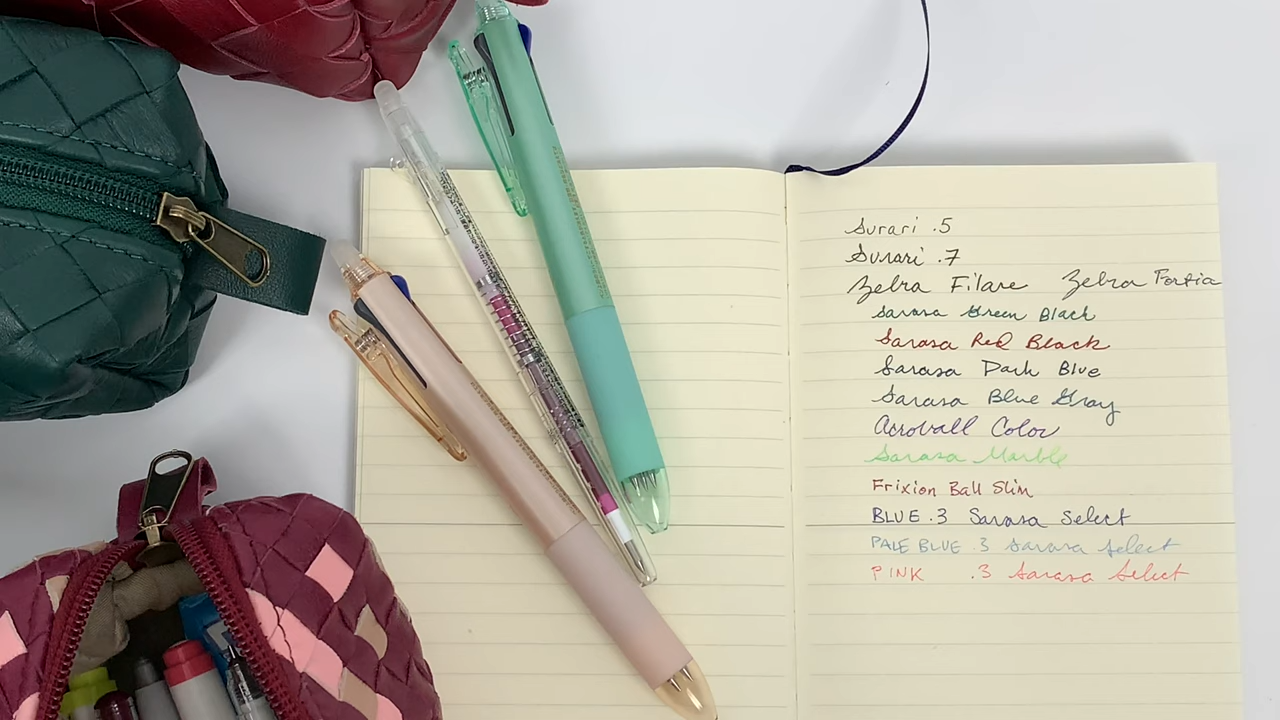 Surari .5
Surari .7
Zebra Filare Zebra Fortia
Sarasa Green Black
Sarasa Red Black
Sarasa Dark Blue
Sarasa Blue Gray
Acroball Color
Sarasa Marble
Frixion Ball Slim
BLUE .3 Sarasa Select
PALE BLUE .3 Sarasa Select
PINK .3 Sarasa Select